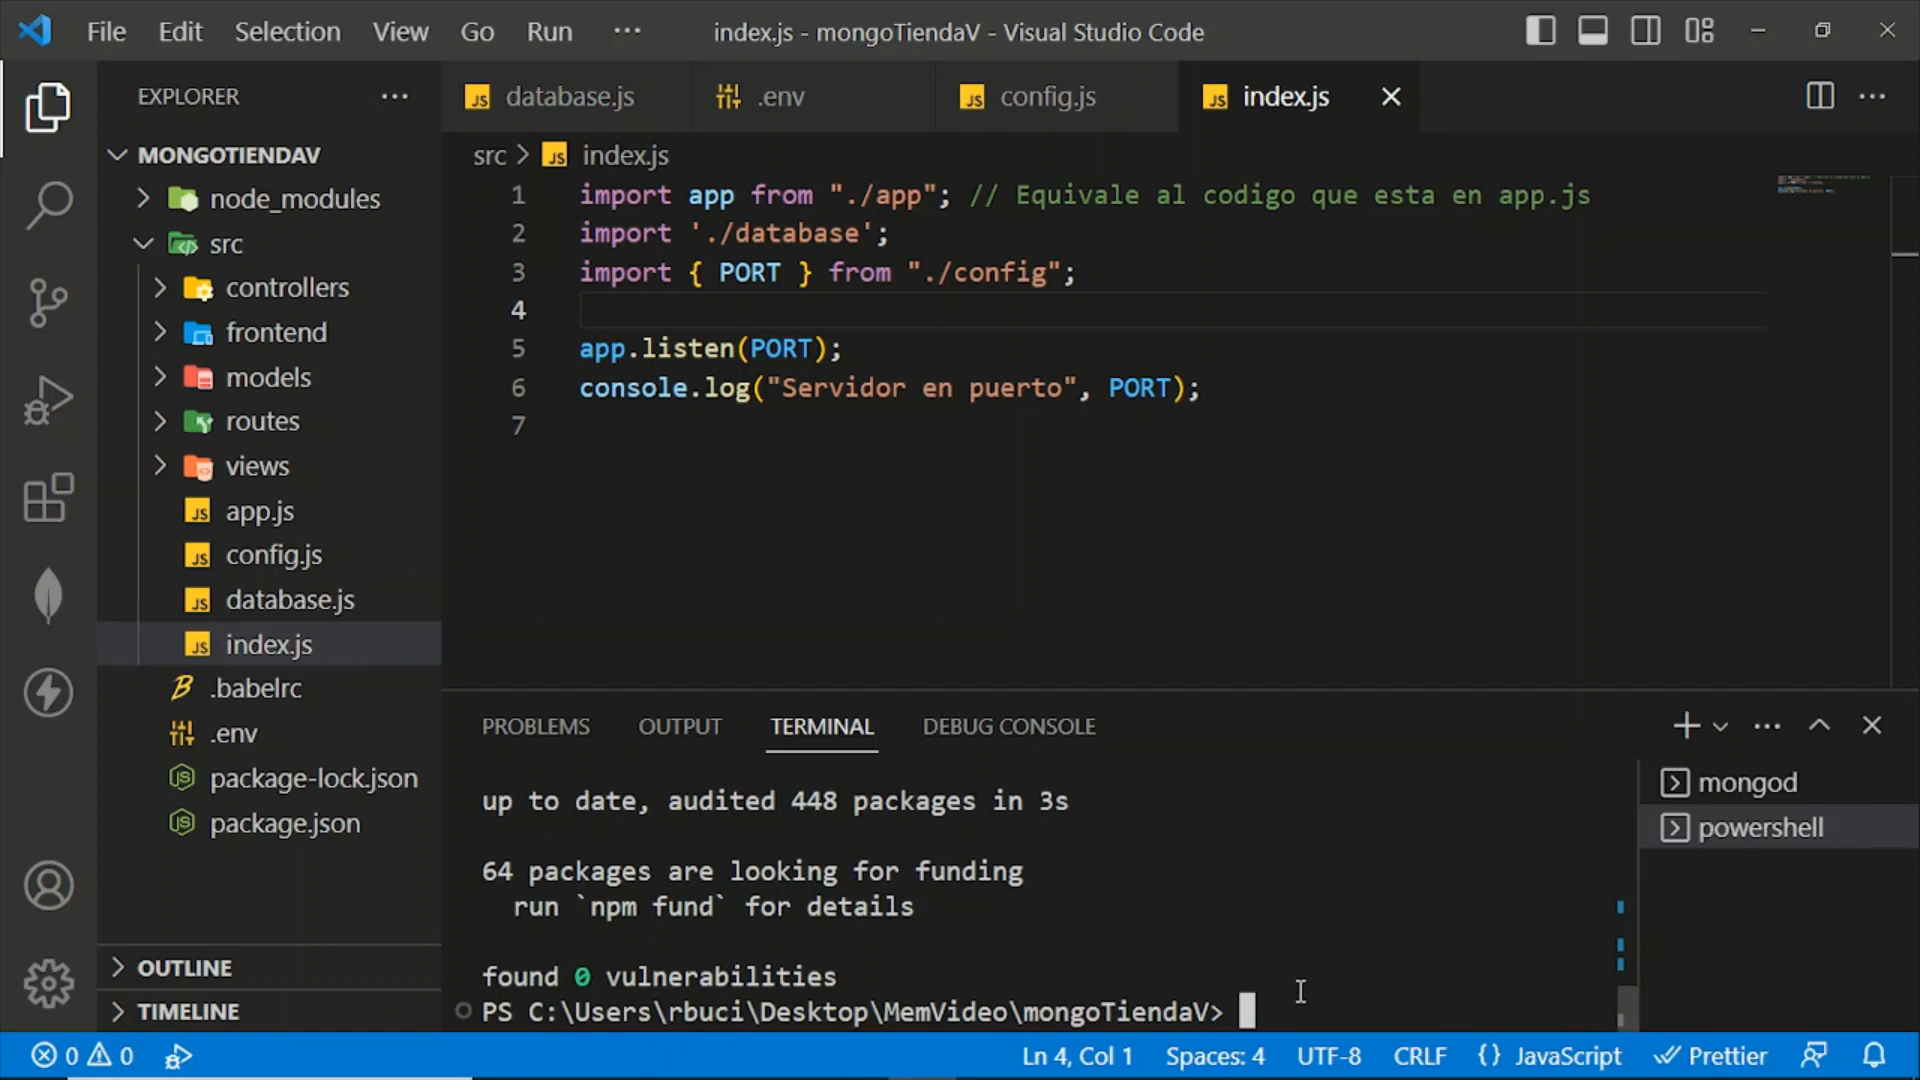 File Edit Selection View Go Run ··· index.js - mongoTiendaV - Visual Studio Code
EXPLORER ···
database.js .env config.js index.js
MONGOTIENDAV
node_modules
src
controllers
frontend
models
routes
views
JS app.js
JS config.js
JS database.js
JS index.js
.babelrc
.env
package-lock.json
package.json
OUTLINE
TIMELINE
src > JS index.js
1 import app from "./app"; // Equivale al codigo que esta en app.js
2 import './database';
3 import { PORT } from "./config";
4
5 app.listen(PORT);
6 console.log("Servidor en puerto", PORT);
7
PROBLEMS OUTPUT TERMINAL DEBUG CONSOLE
up to date, audited 448 packages in 3s
64 packages are looking for funding
run `npm fund` for details
found 0 vulnerabilities
PS C:\Users\rbuci\Desktop\MemVideo\mongoTiendaV>
mongod
powershell
0 0 Ln 4, Col 1 Spaces: 4 UTF-8 CRLF {} JavaScript Prettier